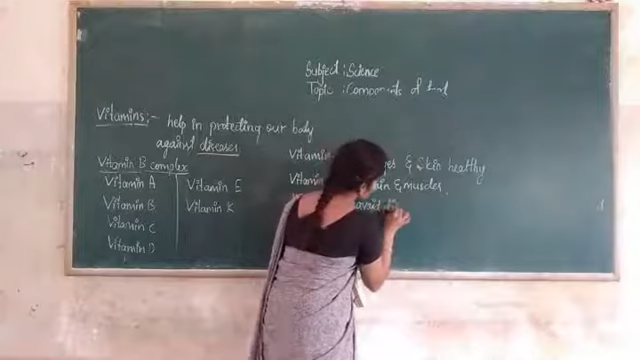 Subject : Science
Topic : Components of food
Vitamins :- help in protecting our body
against diseases
Vitamin B complex
Vitamin A
Vitamin B
Vitamin C
Vitamin D
Vitamin E
Vitamin K
Vitamin
& Skin healthy
Vitamin
& muscles.